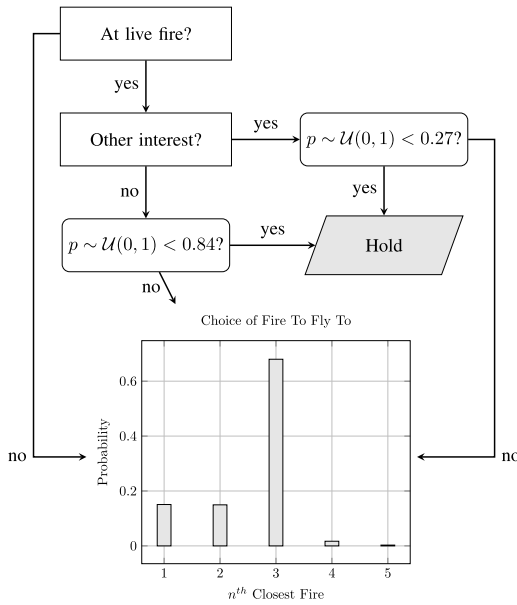 At live fire?
yes
Other interest?
yes
p ∼ U(0, 1) < 0.27?
no
yes
p ∼ U(0, 1) < 0.84?
yes
Hold
no
Choice of Fire To Fly To
Probability
0.6
0.4
0.2
0
no
no
1 2 3 4 5
n^{th} Closest Fire